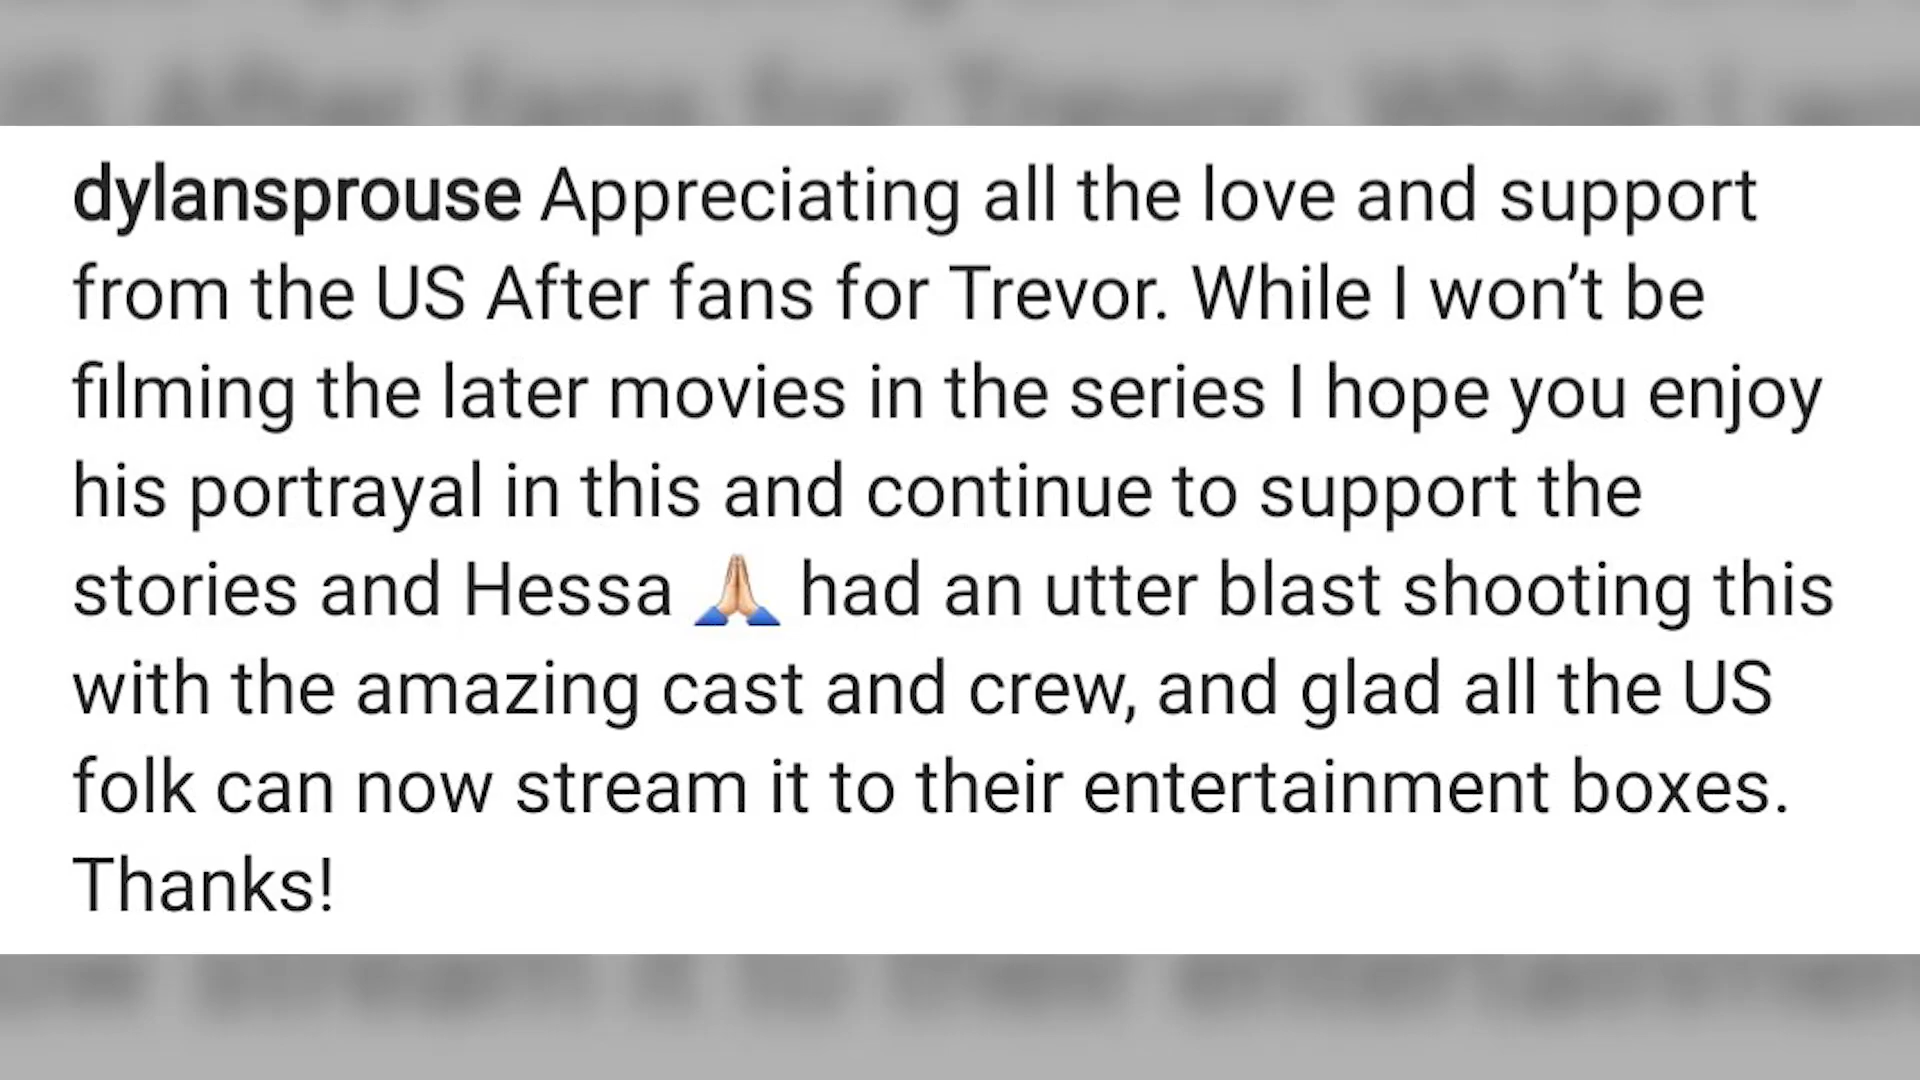 dylansprouse Appreciating all the love and support
from the US After fans for Trevor. While I won’t be
filming the later movies in the series I hope you enjoy
his portrayal in this and continue to support the
stories and Hessa 🙏🏼 had an utter blast shooting this
with the amazing cast and crew, and glad all the US
folk can now stream it to their entertainment boxes.
Thanks!